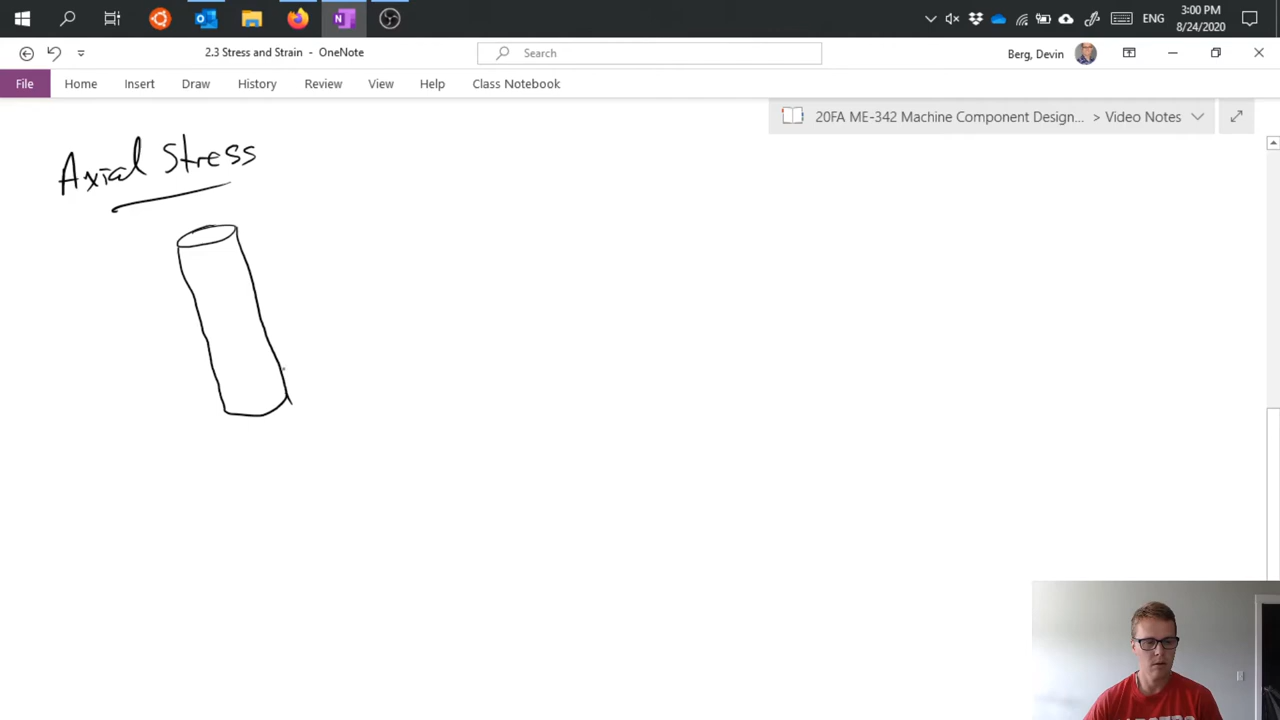 3:00 PM
ENG
8/24/2020
2.3 Stress and Strain - OneNote
Search
Berg, Devin
File Home Insert Draw History Review View Help Class Notebook
20FA ME-342 Machine Component Design... > Video Notes
Axial Stress